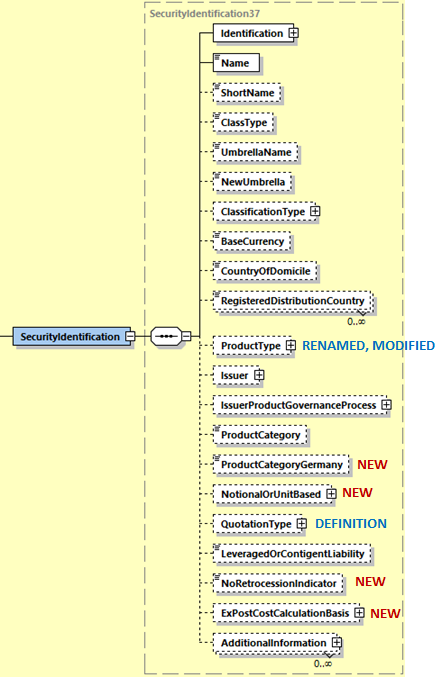 SecurityIdentification37
Identification
Name
ShortName
ClassType
UmbrellaName
NewUmbrella
ClassificationType
BaseCurrency
CountryOfDomicile
RegisteredDistributionCountry
0..∞
SecurityIdentification
ProductType RENAMED, MODIFIED
Issuer
IssuerProductGovernanceProcess
ProductCategory
ProductCategoryGermany NEW
NotionalOrUnitBased NEW
QuotationType DEFINITION
LeveragedOrContigentLiability
NoRetrocessionIndicator NEW
ExPostCostCalculationBasis NEW
AdditionalInformation
0..∞